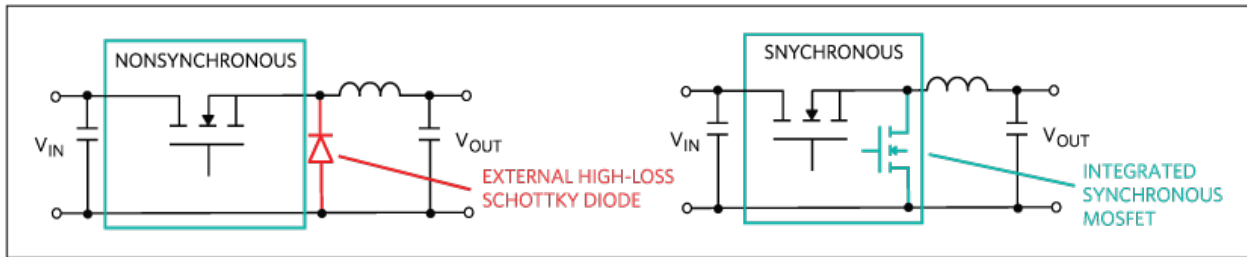 NONSYNCHRONOUS
VIN
VOUT
EXTERNAL HIGH-LOSS
SCHOTTKY DIODE
SNYCHRONOUS
VIN
VOUT
INTEGRATED
SYNCHRONOUS
MOSFET